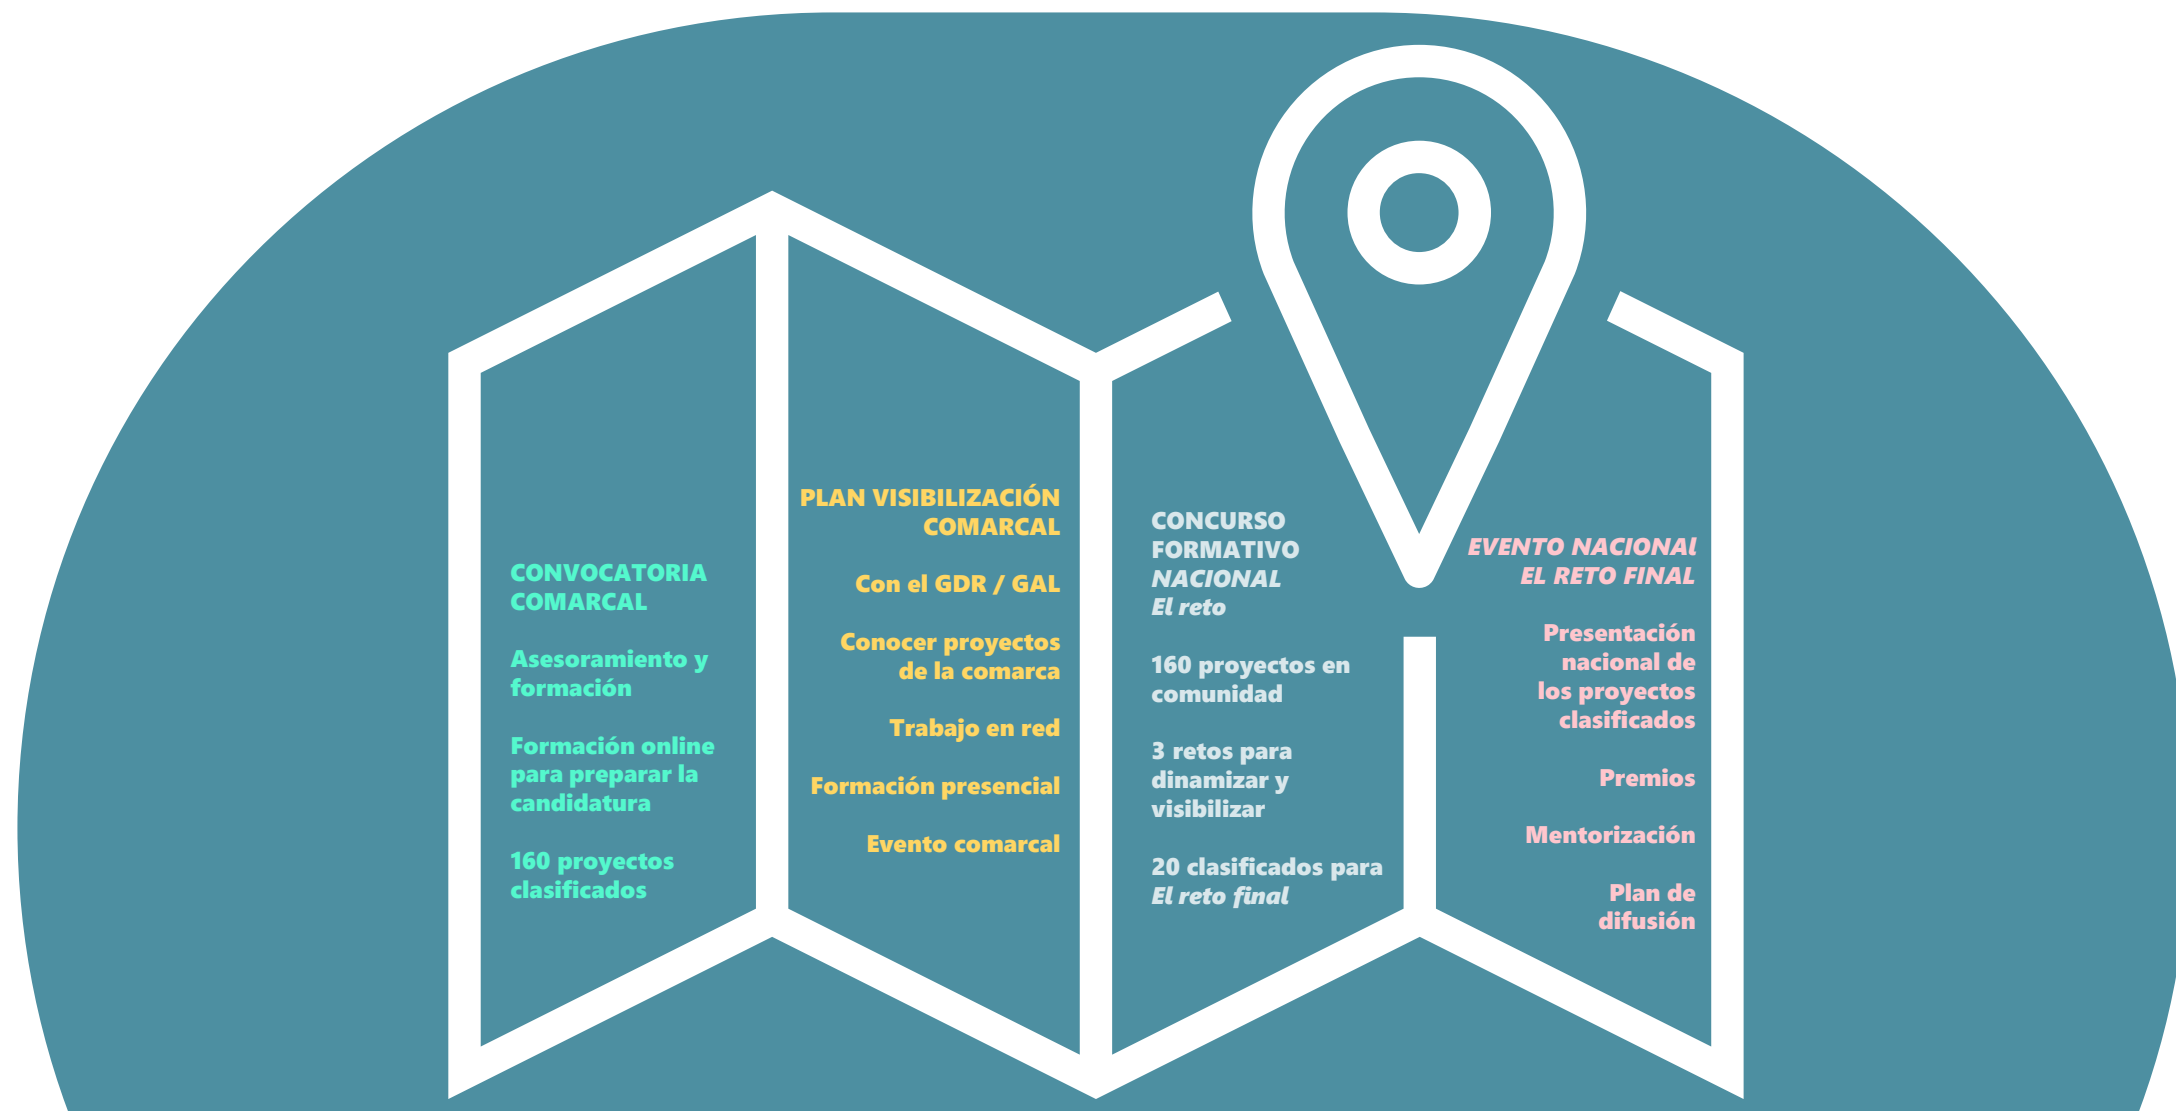 CONVOCATORIA
COMARCAL
Asesoramiento y
formación
Formación online
para preparar la
candidatura
160 proyectos
clasificados
PLAN VISIBILIZACIÓN
COMARCAL
Con el GDR / GAL
Conocer proyectos
de la comarca
Trabajo en red
Formación presencial
Evento comarcal
CONCURSO
FORMATIVO
NACIONAL
El reto
160 proyectos en
comunidad
3 retos para
dinamizar y
visibilizar
20 clasificados para
El reto final
EVENTO NACIONAl
EL RETO FINAL
Presentación
nacional de
los proyectos
clasificados
Premios
Mentorización
Plan de
difusión